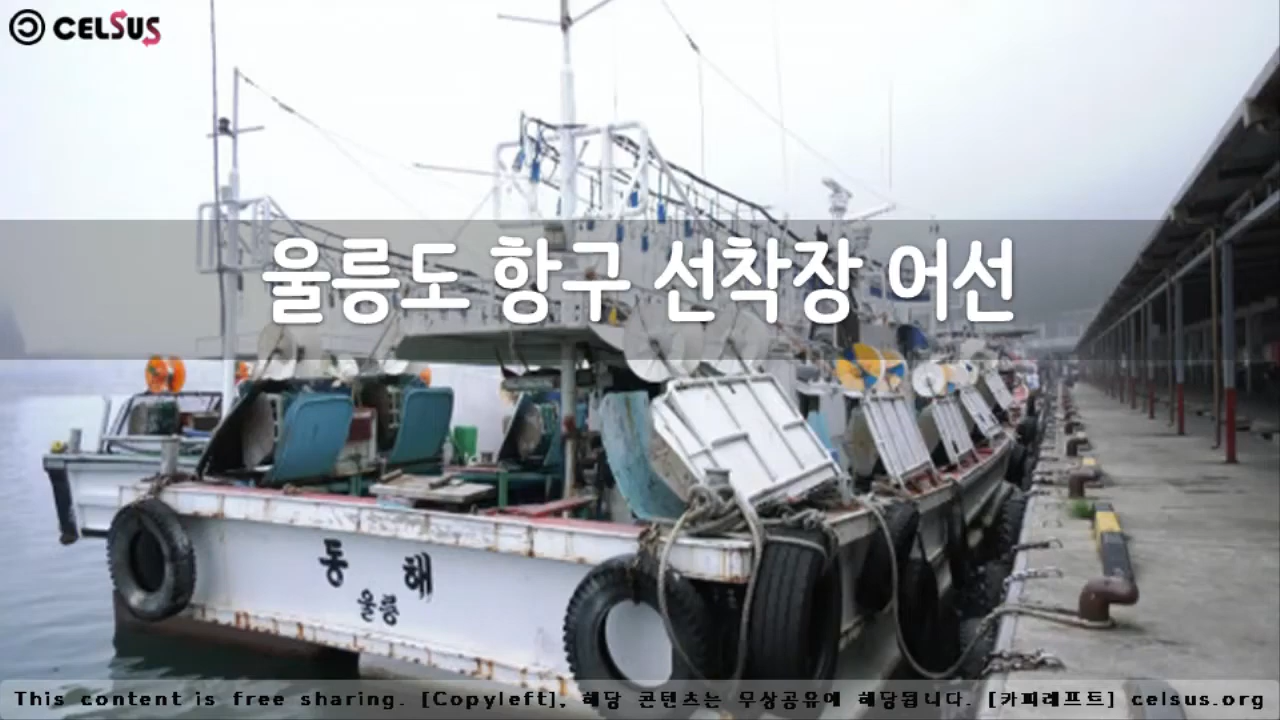 CELSUS
울릉도 항구 선착장 어선
동 해
울릉
This content is free sharing. [Copyleft], 해당 콘텐츠는 무상공유에 해당됩니다. [카피레프트] celsus.org